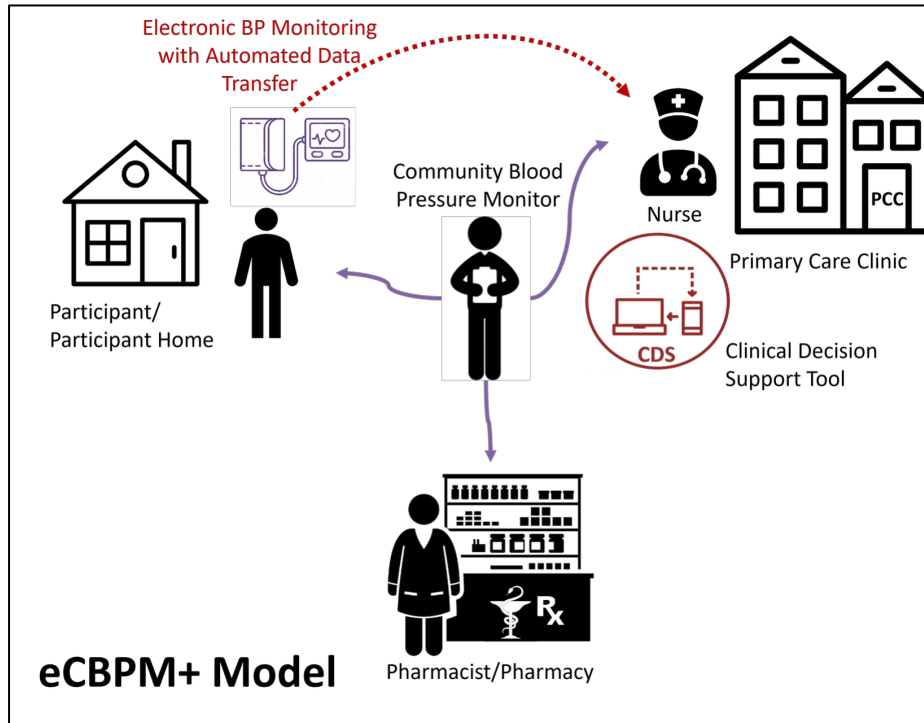 Electronic BP Monitoring
with Automated Data
Transfer
Community Blood
Pressure Monitor
Nurse
PCC
Primary Care Clinic
Participant/
Participant Home
CDS
Clinical Decision
Support Tool
Rx
Pharmacist/Pharmacy
eCBPM+ Model